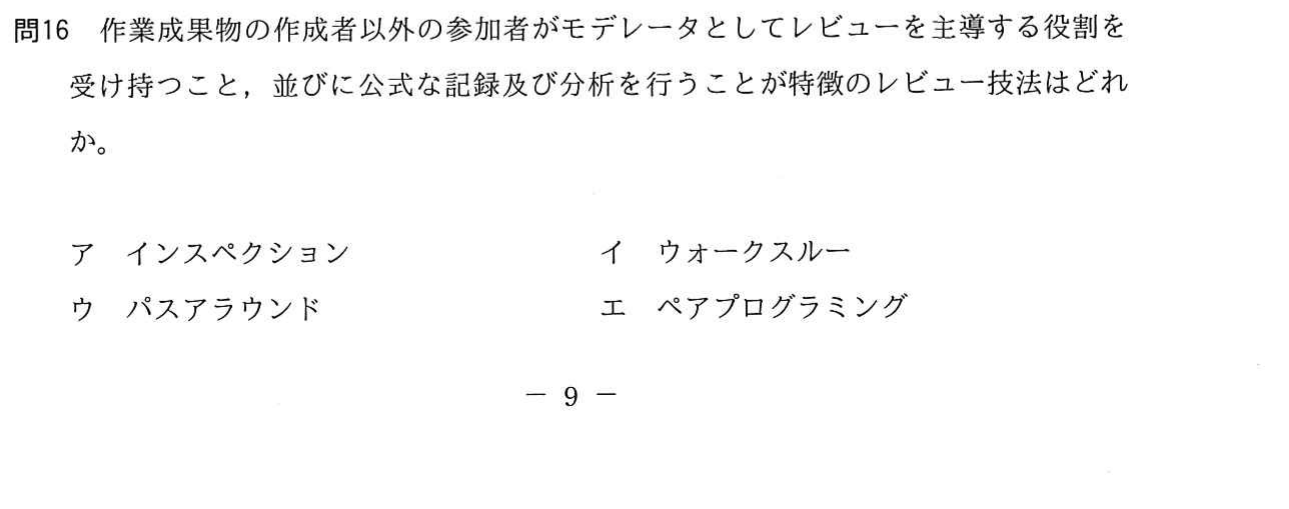 問16　作業成果物の作成者以外の参加者がモデレータとしてレビューを主導する役割を
受け持つこと，並びに公式な記録及び分析を行うことが特徴のレビュー技法はどれ
か。
ア　インスペクション　　イ　ウォークスルー
ウ　パスアラウンド　　エ　ペアプログラミング
－ 9 －